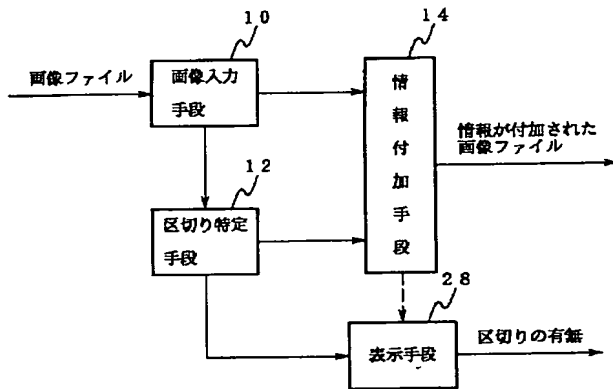 10
14
画像ファイル
画像入力
手段
情報付加手段
情報が付加された
画像ファイル
12
区切り特定
手段
28
表示手段
区切りの有無